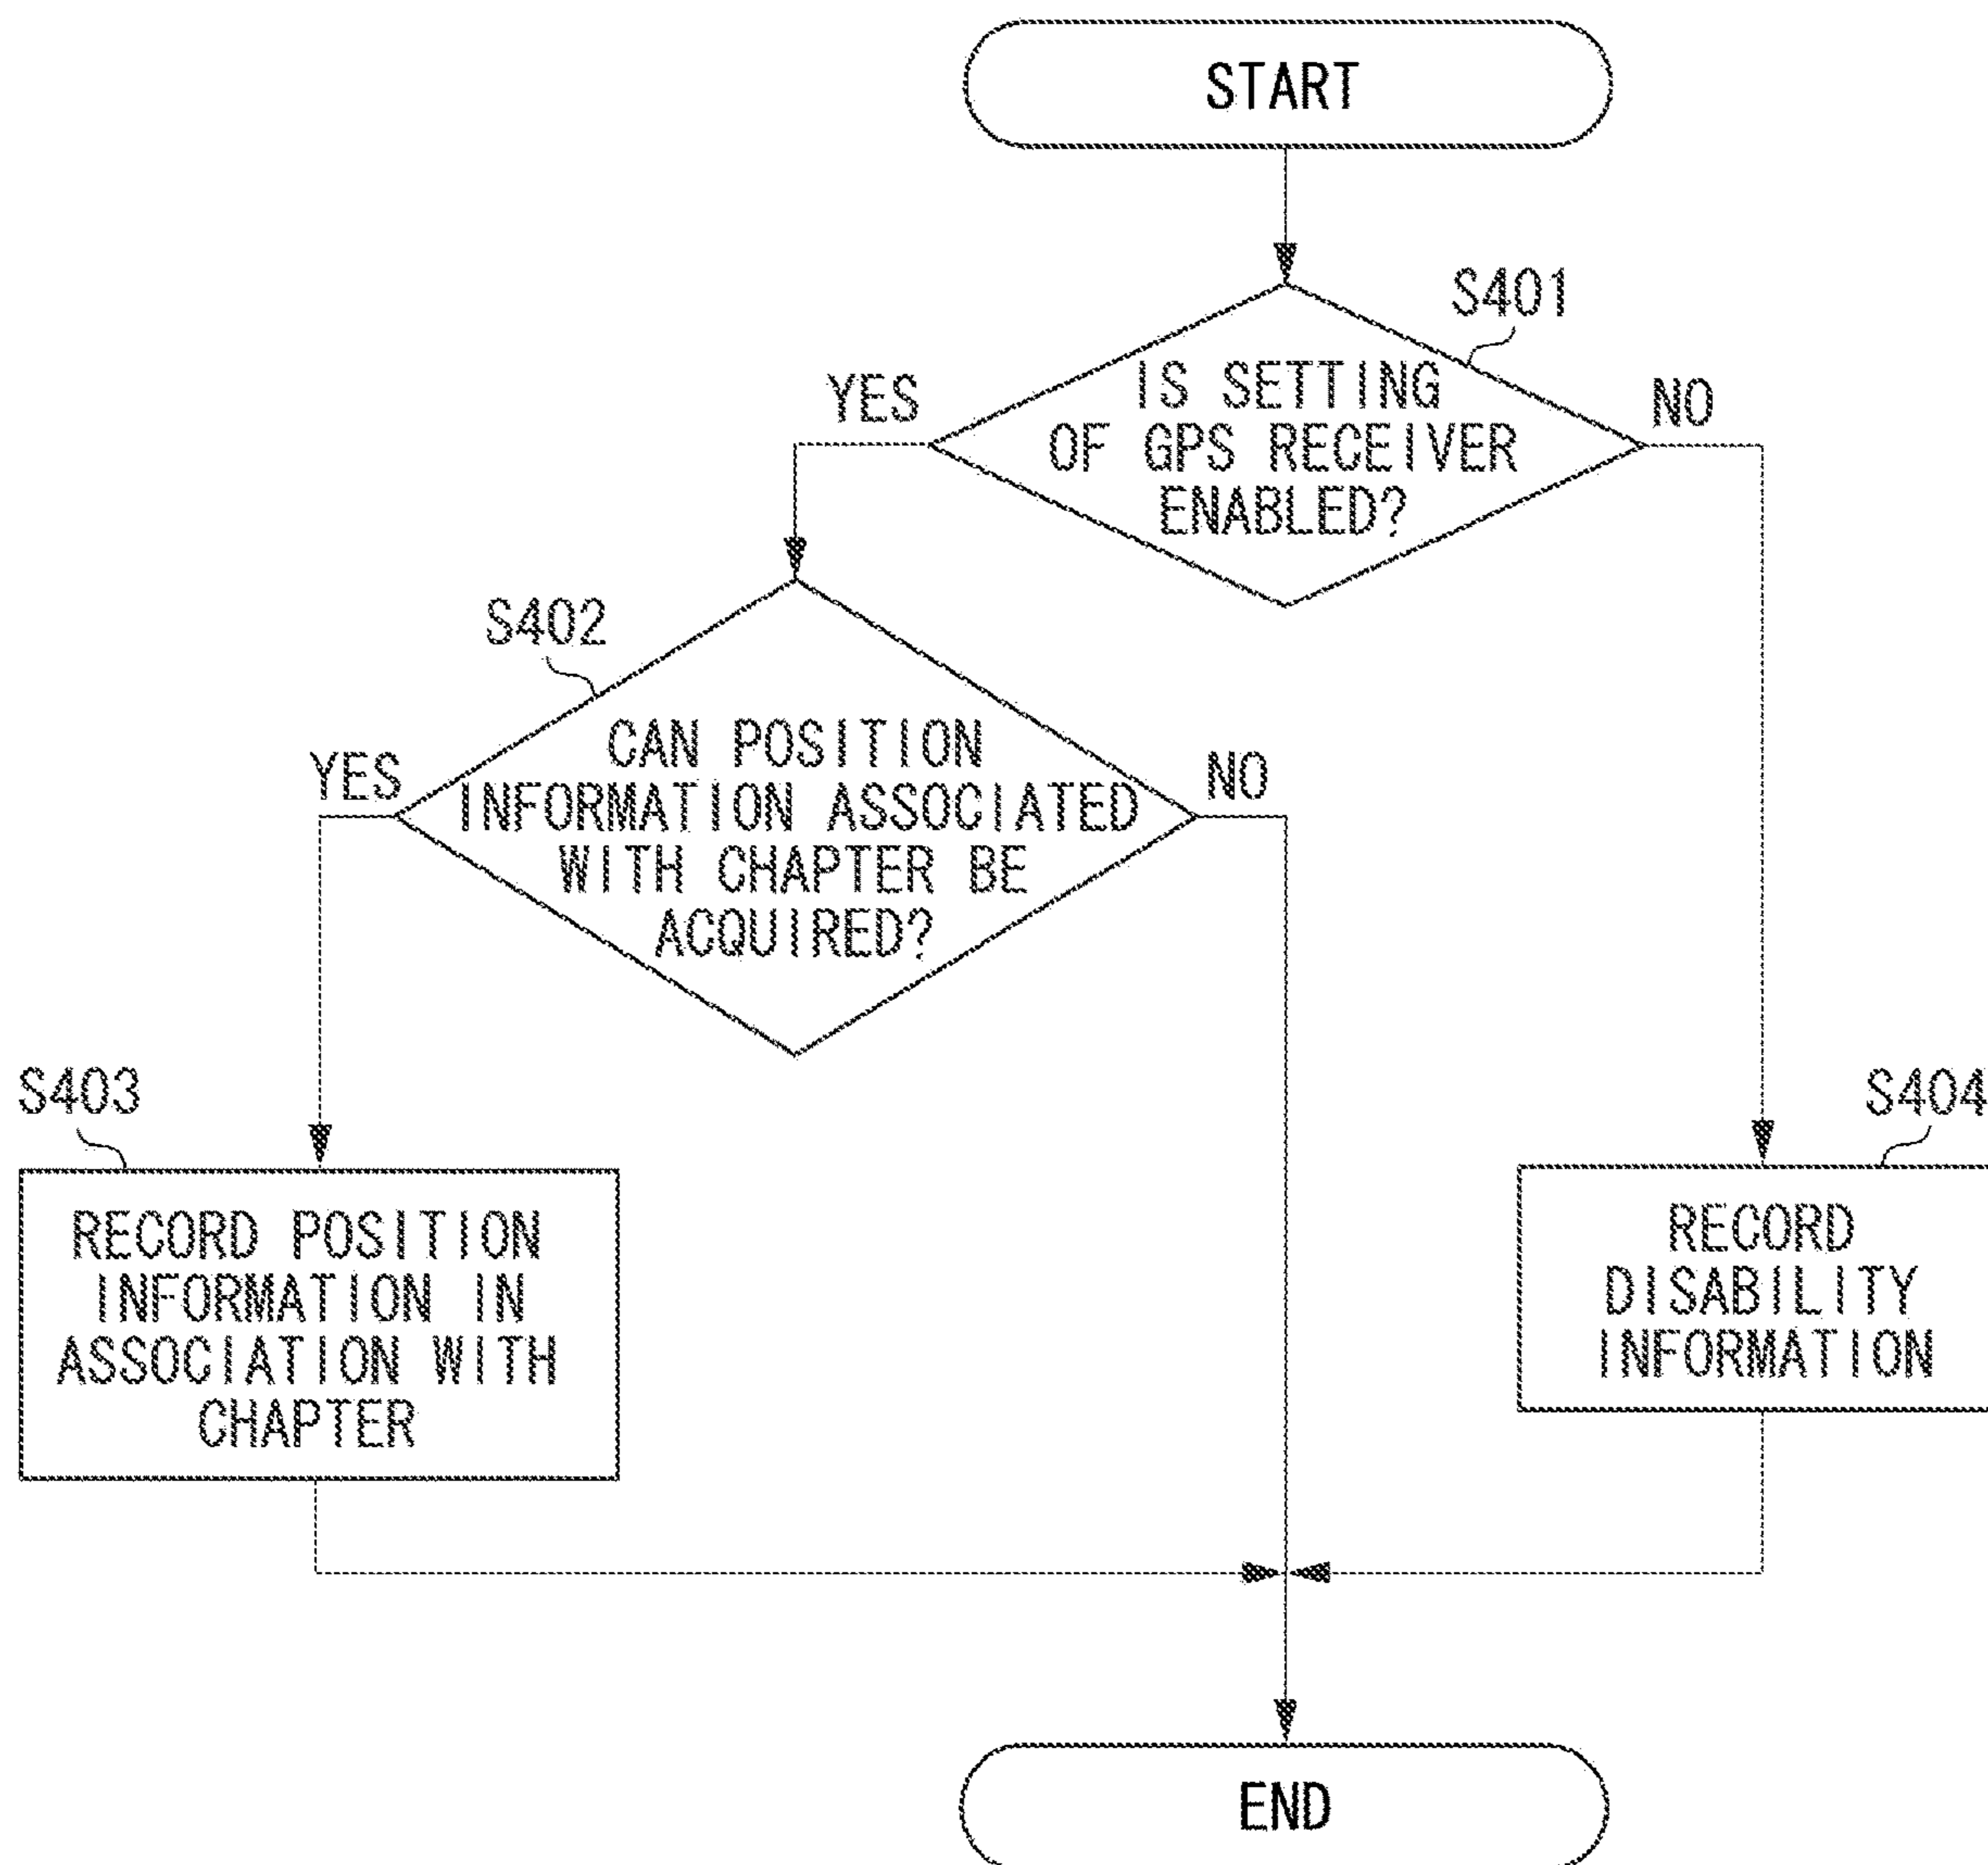 START
S401
IS SETTING
OF GPS RECEIVER
ENABLED?
YES
NO
S402
CAN POSITION
INFORMATION ASSOCIATED
WITH CHAPTER BE
ACQUIRED?
YES
NO
S403
RECORD POSITION
INFORMATION IN
ASSOCIATION WITH
CHAPTER
S404
RECORD
DISABILITY
INFORMATION
END